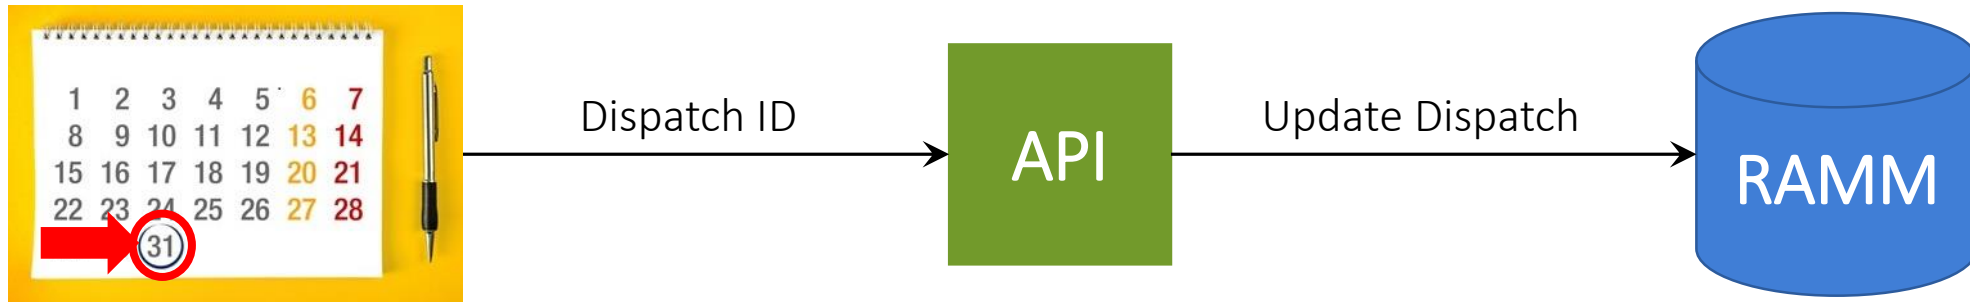 1 2 3 4 5 6 7
8 9 10 11 12 13 14
15 16 17 18 19 20 21
22 23 24 25 26 27 28
31
Dispatch ID
API
Update Dispatch
RAMM